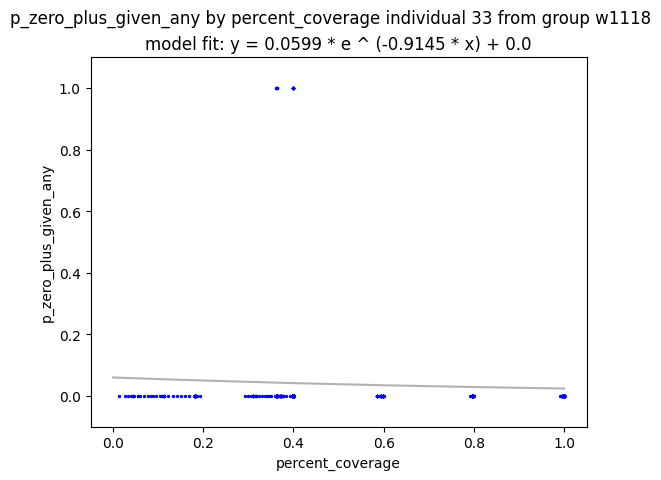 p_zero_plus_given_any by percent_coverage individual 33 from group w1118
model fit: y = 0.0599 * e ^ (-0.9145 * x) + 0.0
p_zero_plus_given_any
1.0
0.8
0.6
0.4
0.2
0.0
0.0 0.2 0.4 0.6 0.8 1.0
percent_coverage